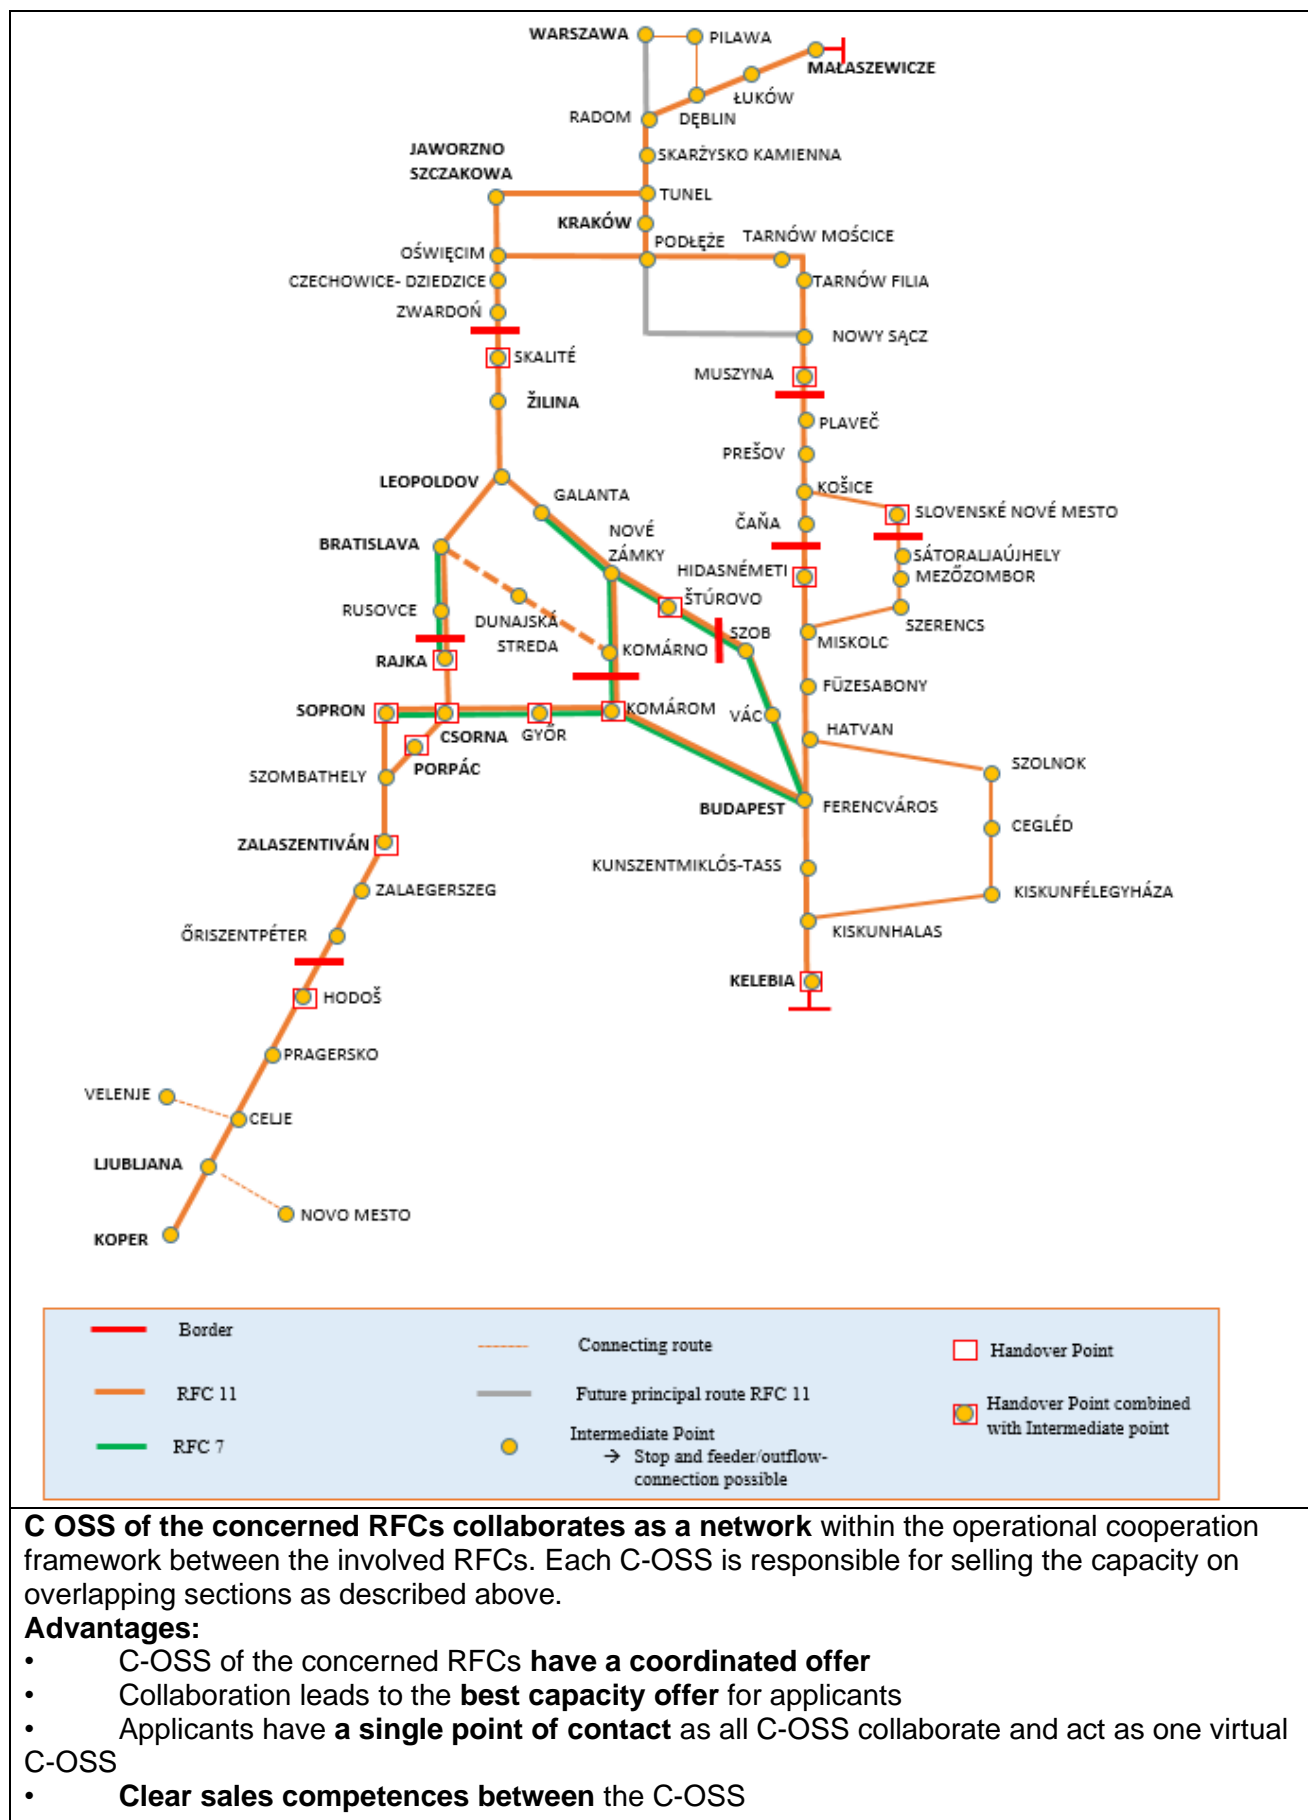 WARSZAWA
PILAWA
MAŁASZEWICZE
ŁUKÓW
RADOM
DĘBLIN
SKARŻYSKO KAMIENNA
JAWORZNO
SZCZAKOWA
TUNEL
KRAKÓW
PODŁĘŻE
TARNÓW MOŚCICE
OŚWIĘCIM
CZECHOWICE- DZIEDZICE
TARNÓW FILIA
ZWARDOŃ
NOWY SĄCZ
SKALITÉ
MUSZYNA
ŽILINA
PLAVEČ
PREŠOV
LEOPOLDOV
GALANTA
KOŠICE
SLOVENSKÉ NOVÉ MESTO
ČAŇA
BRATISLAVA
NOVÉ
ZÁMKY
SÁTORALJAÚJHELY
HIDASNÉMETI
MEZŐZOMBOR
RUSOVCE
ŠTÚROVO
DUNAJSKÁ
STREDA
SZERENCS
SZOB
MISKOLC
KOMÁRNO
RAJKA
FÜZESABONY
SOPRON
KOMÁROM
VÁC
CSORNA
GYŐR
HATVAN
PORPÁC
SZOMBATHELY
SZOLNOK
BUDAPEST
FERENCVÁROS
CEGLÉD
ZALASZENTIVÁN
KUNSZENTMIKLÓS-TASS
ZALAEGERSZEG
KISKUNFÉLEGYHÁZA
KISKUNHALAS
ŐRISZENTPÉTER
KELEBIA
HODOŠ
PRAGERSKO
VELENJE
CELJE
LJUBLJANA
NOVO MESTO
KOPER
Border
Connecting route
Handover Point
RFC 11
Future principal route RFC 11
Handover Point combined
with Intermediate point
RFC 7
Intermediate Point
→ Stop and feeder/outflow-
connection possible
C OSS of the concerned RFCs collaborates as a network within the operational cooperation
framework between the involved RFCs. Each C-OSS is responsible for selling the capacity on
overlapping sections as described above.
Advantages:
• C-OSS of the concerned RFCs have a coordinated offer
• Collaboration leads to the best capacity offer for applicants
• Applicants have a single point of contact as all C-OSS collaborate and act as one virtual
C-OSS
• Clear sales competences between the C-OSS